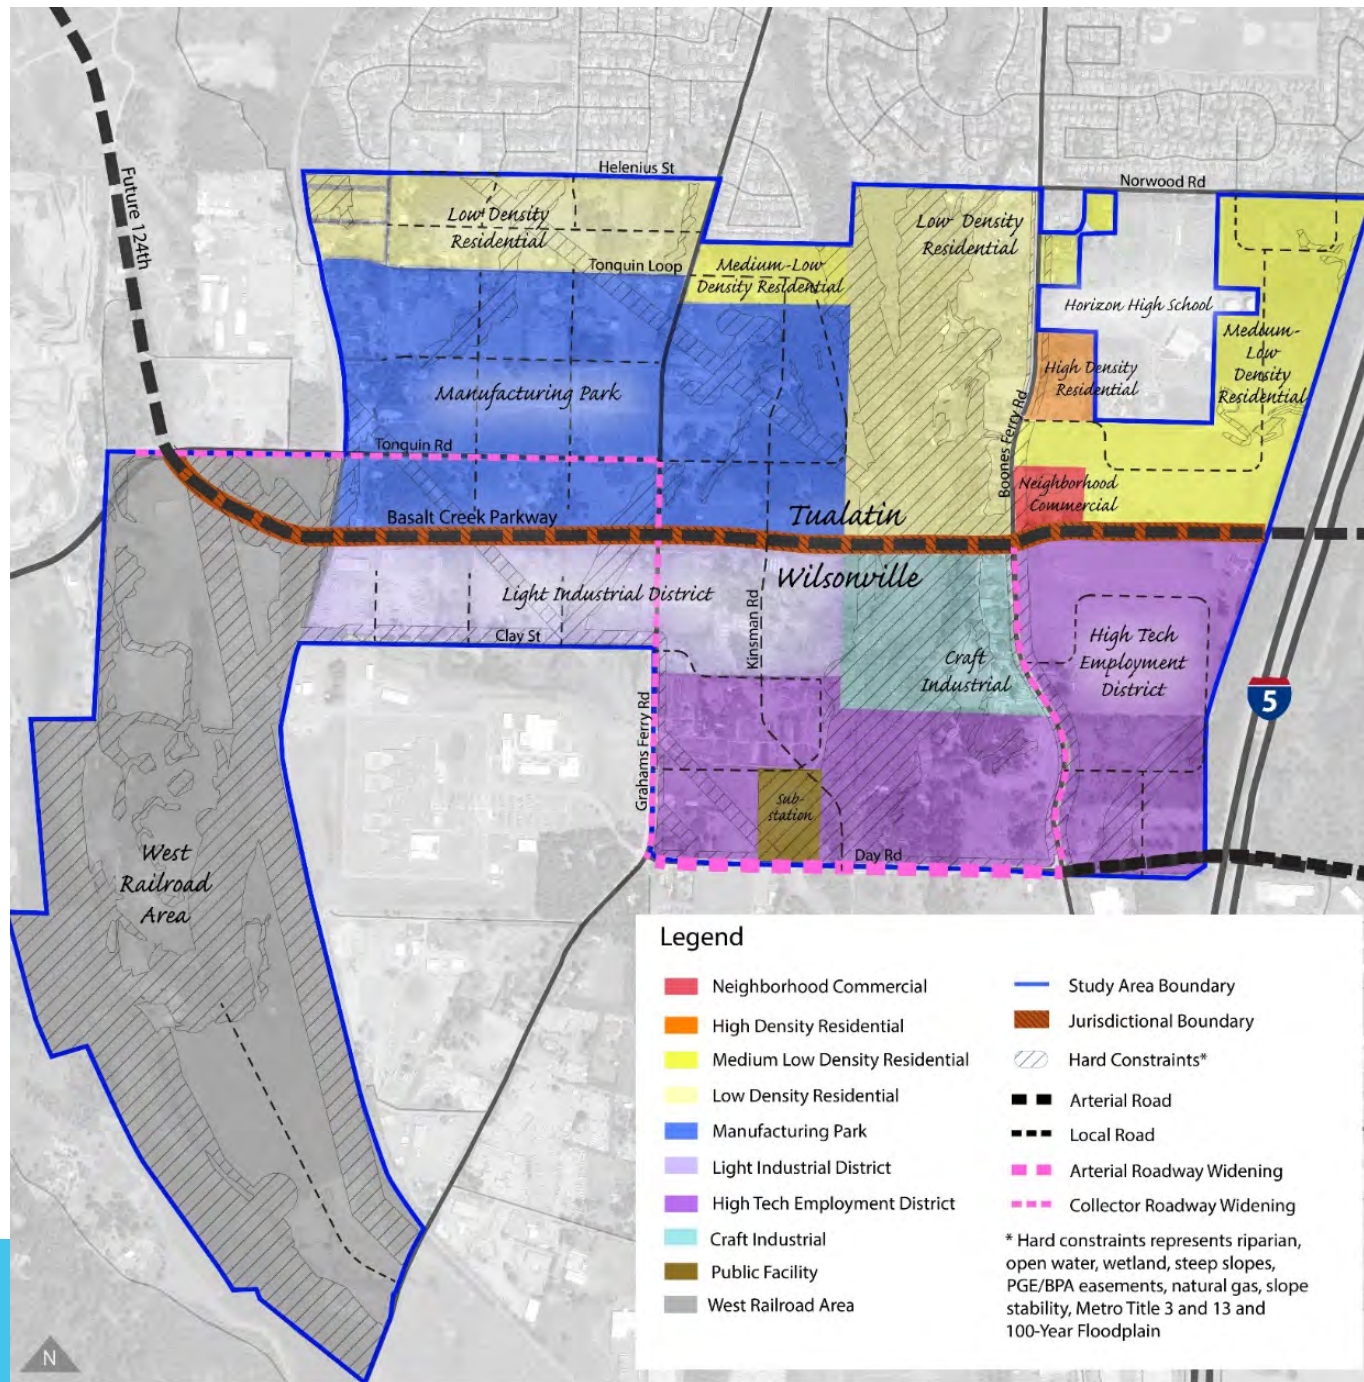 Helenius St
Norwood Rd
Future 124th
Low Density
Residential
Low Density
Residential
Tonquin Loop
Medium-Low
Density Residential
Horizon High School
Medium-
Low
Density
Residential
High Density
Residential
Manufacturing Park
Boones Ferry Rd
Tonquin Rd
Neighborhood
Commercial
Basalt Creek Parkway
Tualatin
Wilsonville
Light Industrial District
Kinsman Rd
Clay St
High Tech
Employment
District
Craft
Industrial
5
Grahams Ferry Rd
Sub-
station
Day Rd
West
Railroad
Area
Legend
Neighborhood Commercial
High Density Residential
Medium Low Density Residential
Low Density Residential
Manufacturing Park
Light Industrial District
High Tech Employment District
Craft Industrial
Public Facility
West Railroad Area
Study Area Boundary
Jurisdictional Boundary
Hard Constraints*
Arterial Road
Local Road
Arterial Roadway Widening
Collector Roadway Widening
* Hard constraints represents riparian,
open water, wetland, steep slopes,
PGE/BPA easements, natural gas, slope
stability, Metro Title 3 and 13 and
100-Year Floodplain
N